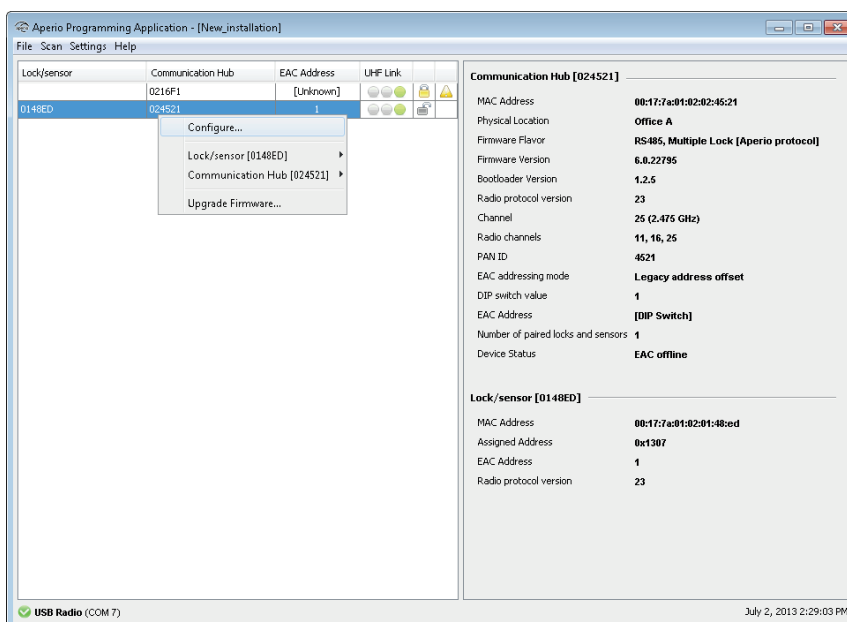 Aperio Programming Application - [New_installation]
File Scan Settings Help
Lock/sensor Communication Hub EAC Address UHF Link
0216F1 [Unknown]
0148ED 024521 1
Configure...
Lock/sensor [0148ED]
Communication Hub [024521]
Upgrade Firmware...
Communication Hub [024521]
MAC Address 00:17:7a:01:02:02:45:21
Physical Location Office A
Firmware Flavor RS485, Multiple Lock [Aperio protocol]
Firmware Version 6.0.22795
Bootloader Version 1.2.5
Radio protocol version 23
Channel 25 (2.475 GHz)
Radio channels 11, 16, 25
PAN ID 4521
EAC addressing mode Legacy address offset
DIP switch value 1
EAC Address [DIP Switch]
Number of paired locks and sensors 1
Device Status EAC offline
Lock/sensor [0148ED]
MAC Address 00:17:7a:01:02:01:48:ed
Assigned Address 0x1307
EAC Address 1
Radio protocol version 23
USB Radio (COM 7) July 2, 2013 2:29:03 PM